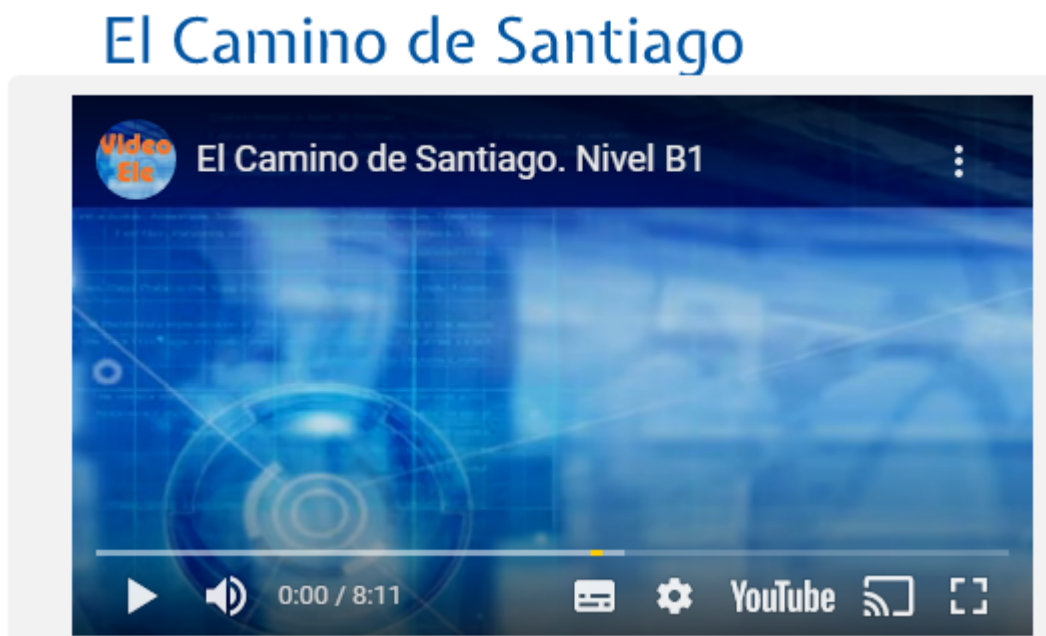 El Camino de Santiago
Video
Ele
El Camino de Santiago. Nivel B1
0:00 / 8:11
YouTube